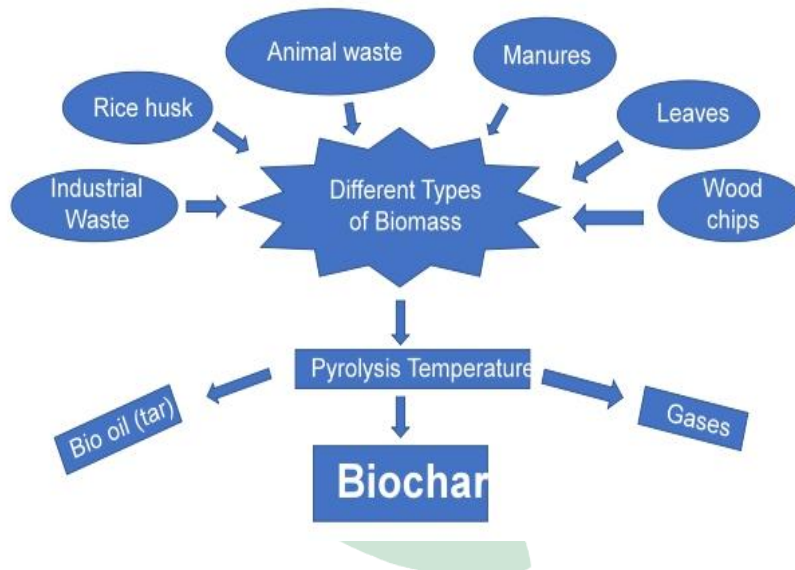 Animal waste
Manures
Rice husk
Leaves
Industrial
Waste
Different Types
of Biomass
Wood
chips
Pyrolysis Temperature
Bio oil (tar)
Gases
Biochar